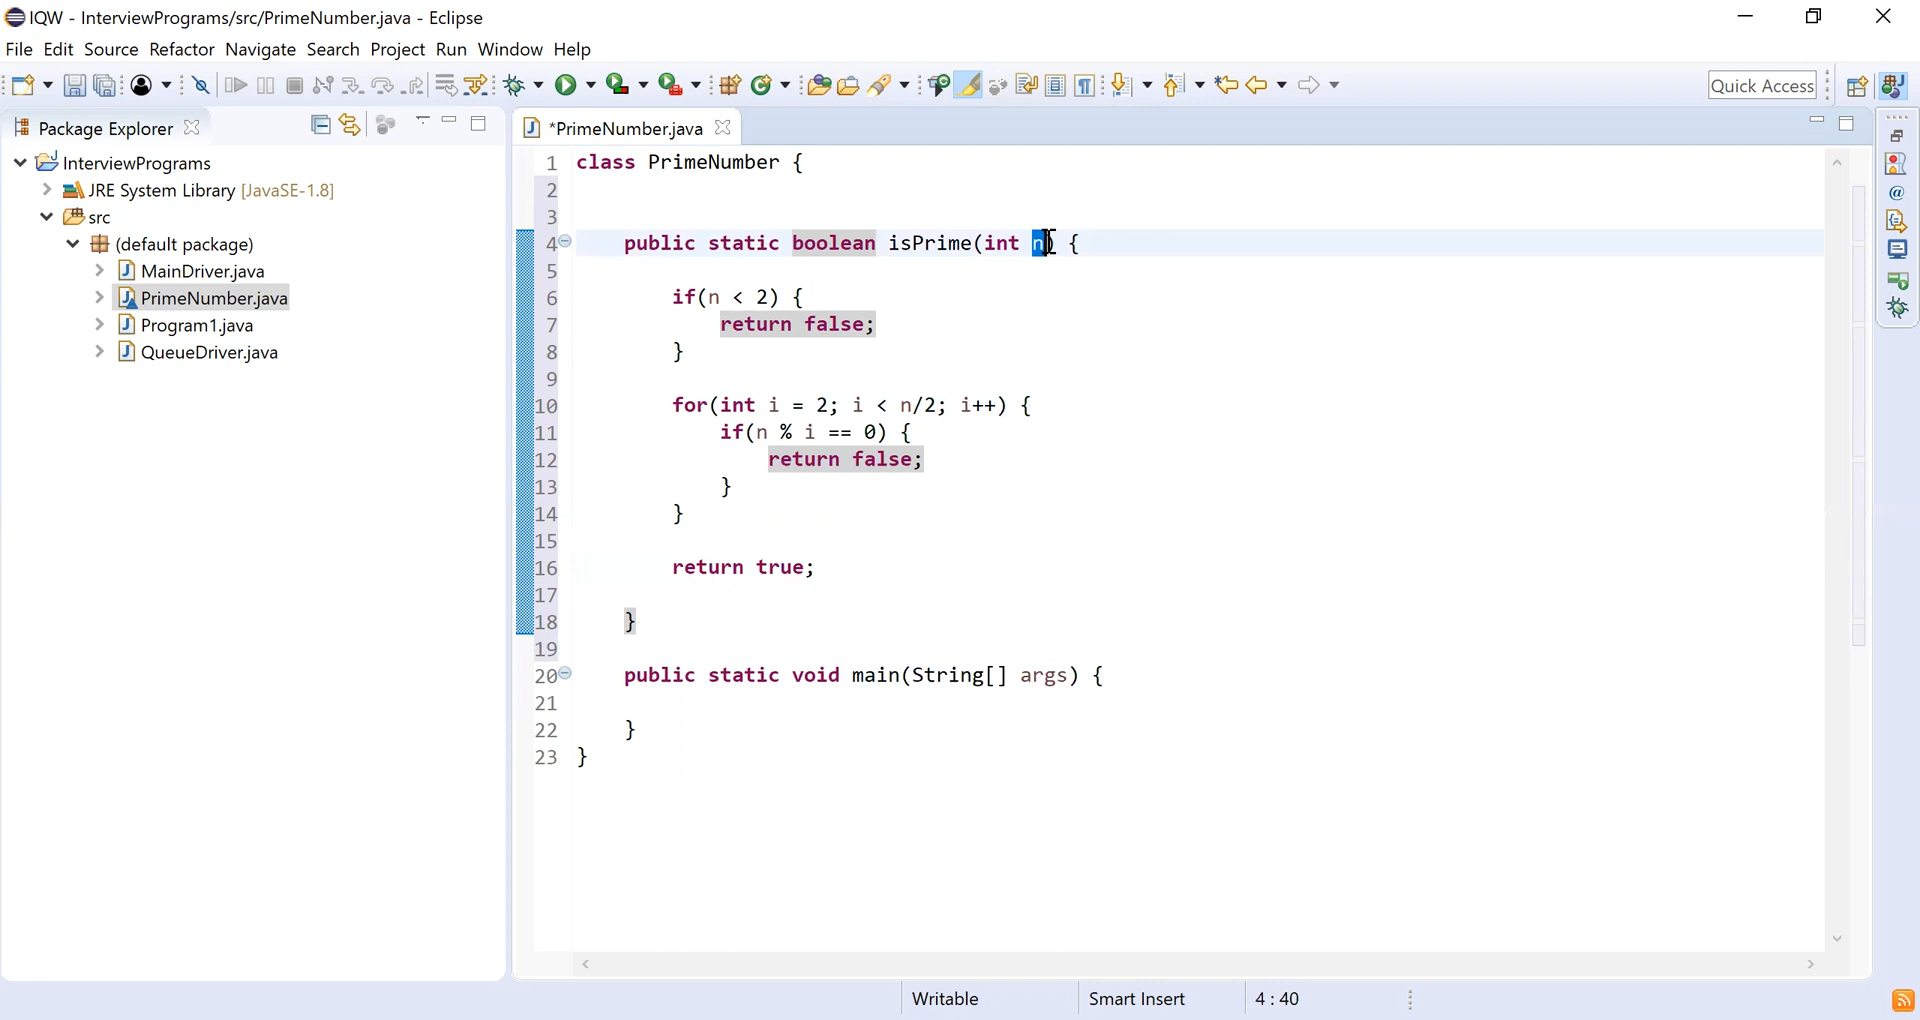 IQW - InterviewPrograms/src/PrimeNumber.java - Eclipse
File Edit Source Refactor Navigate Search Project Run Window Help
Quick Access
Package Explorer
*PrimeNumber.java
InterviewPrograms
JRE System Library [JavaSE-1.8]
src
(default package)
MainDriver.java
PrimeNumber.java
Program1.java
QueueDriver.java
1 class PrimeNumber {
2
3
4 public static boolean isPrime(int n) {
5
6 if(n < 2) {
7 return false;
8 }
9
10 for(int i = 2; i < n/2; i++) {
11 if(n % i == 0) {
12 return false;
13 }
14 }
15
16 return true;
17
18 }
19
20 public static void main(String[] args) {
21
22 }
23 }
Writable Smart Insert 4 : 40